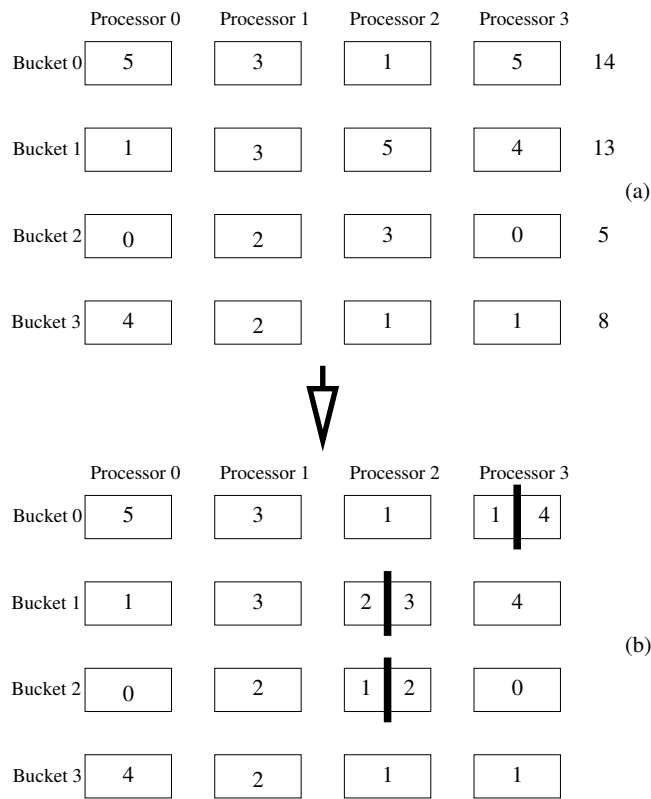 Processor 0 Processor 1 Processor 2 Processor 3
Bucket 0 5 3 1 5 14
Bucket 1 1 3 5 4 13
(a)
Bucket 2 0 2 3 0 5
Bucket 3 4 2 1 1 8
Processor 0 Processor 1 Processor 2 Processor 3
Bucket 0 5 3 1 1 4
Bucket 1 1 3 2 3 4
(b)
Bucket 2 0 2 1 2 0
Bucket 3 4 2 1 1